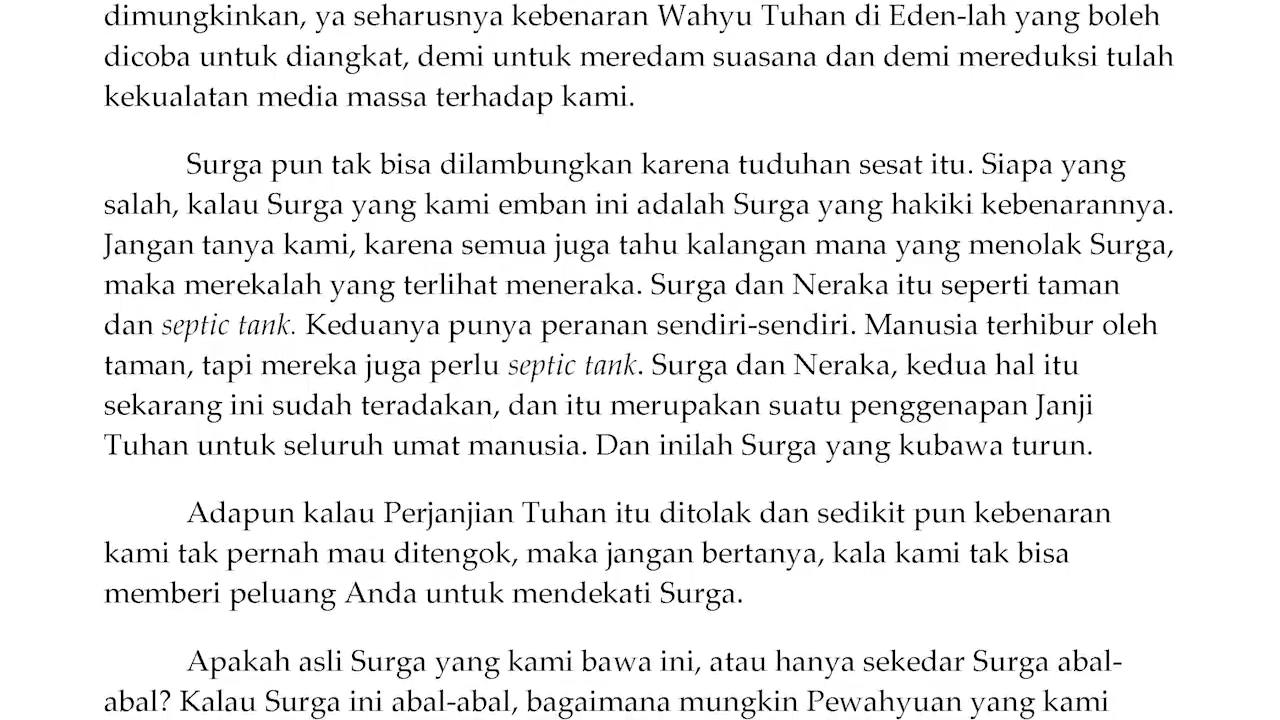 dimungkinkan, ya seharusnya kebenaran Wahyu Tuhan di Eden-lah yang boleh
dicoba untuk diangkat, demi untuk meredam suasana dan demi mereduksi tulah
kekualatan media massa terhadap kami.
Surga pun tak bisa dilambungkan karena tuduhan sesat itu. Siapa yang
salah, kalau Surga yang kami emban ini adalah Surga yang hakiki kebenarannya.
Jangan tanya kami, karena semua juga tahu kalangan mana yang menolak Surga,
maka merekalah yang terlihat meneraka. Surga dan Neraka itu seperti taman
dan septic tank. Keduanya punya peranan sendiri-sendiri. Manusia terhibur oleh
taman, tapi mereka juga perlu septic tank. Surga dan Neraka, kedua hal itu
sekarang ini sudah teradakan, dan itu merupakan suatu penggenapan Janji
Tuhan untuk seluruh umat manusia. Dan inilah Surga yang kubawa turun.
Adapun kalau Perjanjian Tuhan itu ditolak dan sedikit pun kebenaran
kami tak pernah mau ditengok, maka jangan bertanya, kala kami tak bisa
memberi peluang Anda untuk mendekati Surga.
Apakah asli Surga yang kami bawa ini, atau hanya sekedar Surga abal-
abal? Kalau Surga ini abal-abal, bagaimana mungkin Pewahyuan yang kami